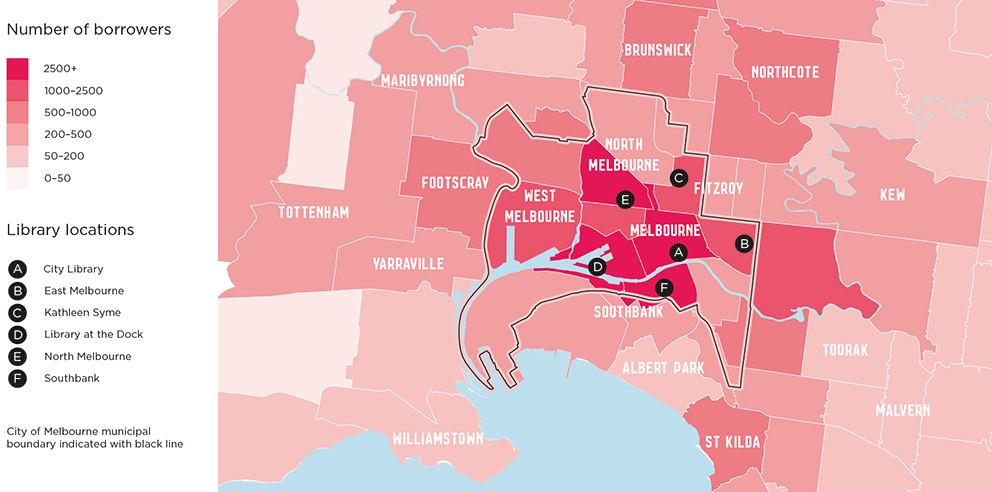 Number of borrowers
2500+
1000–2500
500–1000
200–500
50–200
0–50
Library locations
A City Library
B East Melbourne
C Kathleen Syme
D Library at the Dock
E North Melbourne
F Southbank
City of Melbourne municipal
boundary indicated with black line
BRUNSWICK
NORTHCOTE
MARIBYRNONG
NORTH
MELBOURNE
C
FOOTSCRAY
FITZROY
KEW
WEST
MELBOURNE
E
TOTTENHAM
MELBOURNE
B
A
YARRAVILLE
D
F
SOUTHBANK
TOORAK
ALBERT PARK
MALVERN
WILLIAMSTOWN
ST KILDA